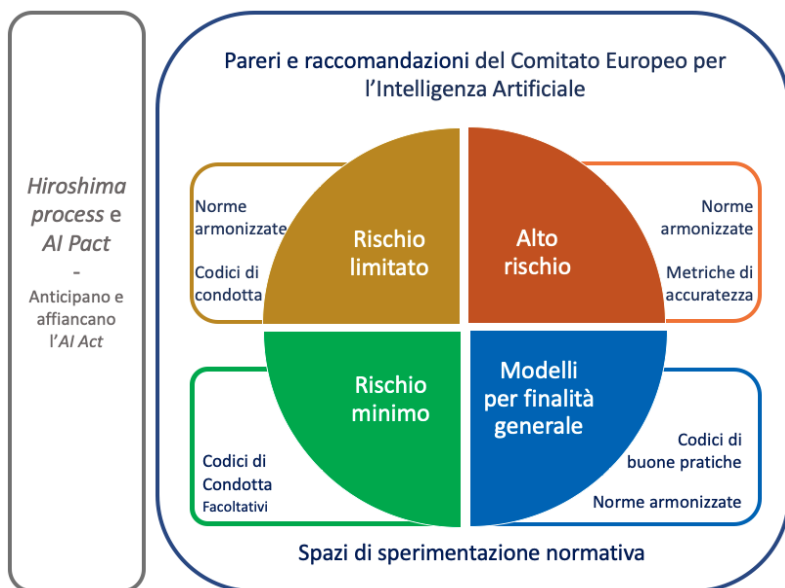 Hiroshima
process e
AI Pact
-
Anticipano e
affiancano
l'AI Act
Pareri e raccomandazioni del Comitato Europeo per
l'Intelligenza Artificiale
Norme
armonizzate
Codici di
condotta
Rischio
limitato
Alto
rischio
Norme
armonizzate
Metriche di
accuratezza
Rischio
minimo
Codici di
Condotta
Facoltativi
Modelli
per finalità
generale
Codici di
buone pratiche
Norme armonizzate
Spazi di sperimentazione normativa